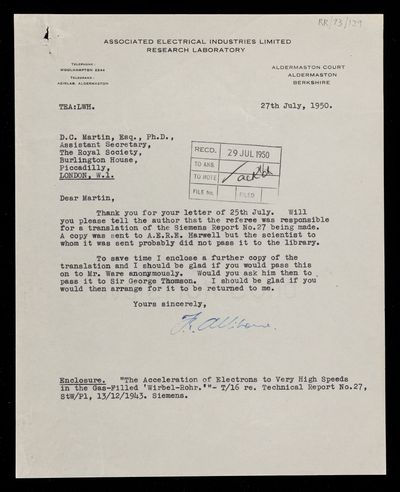 RR/73/129
ASSOCIATED ELECTRICAL INDUSTRIES LIMITED
RESEARCH LABORATORY
TELEPHONE:
WOOLHAMPTON 2244
TELEGRAMS:
ASIELAB, ALDERMASTON
ALDERMASTON COURT
ALDERMASTON
BERKSHIRE
TEA:LWH.
27th July, 1950.
D.C. Martin, Esq., Ph.D.,
Assistant Secretary,
The Royal Society,
Burlington House,
Piccadilly,
LONDON, W.1.
RECD. 29 JUL 1950
TO ANS.
TO NOTE
ack'd
FILE No. FILED
Dear Martin,
Thank you for your letter of 25th July. Will
you please tell the author that the referee was responsible
for a translation of the Siemens Report No.27 being made.
A copy was sent to A.E.R.E. Harwell but the scientist to
whom it was sent probably did not pass it to the library.
To save time I enclose a further copy of the
translation and I should be glad if you would pass this
on to Mr. Ware anonymously. Would you ask him then to
pass it to Sir George Thomson. I should be glad if you
would then arrange for it to be returned to me.
Yours sincerely,
T. Allibone.
Enclosure. "The Acceleration of Electrons to Very High Speeds
in the Gas-Filled 'Wirbel-Rohr.'"- T/16 re. Technical Report No.27,
StW/Pl, 13/12/1943. Siemens.